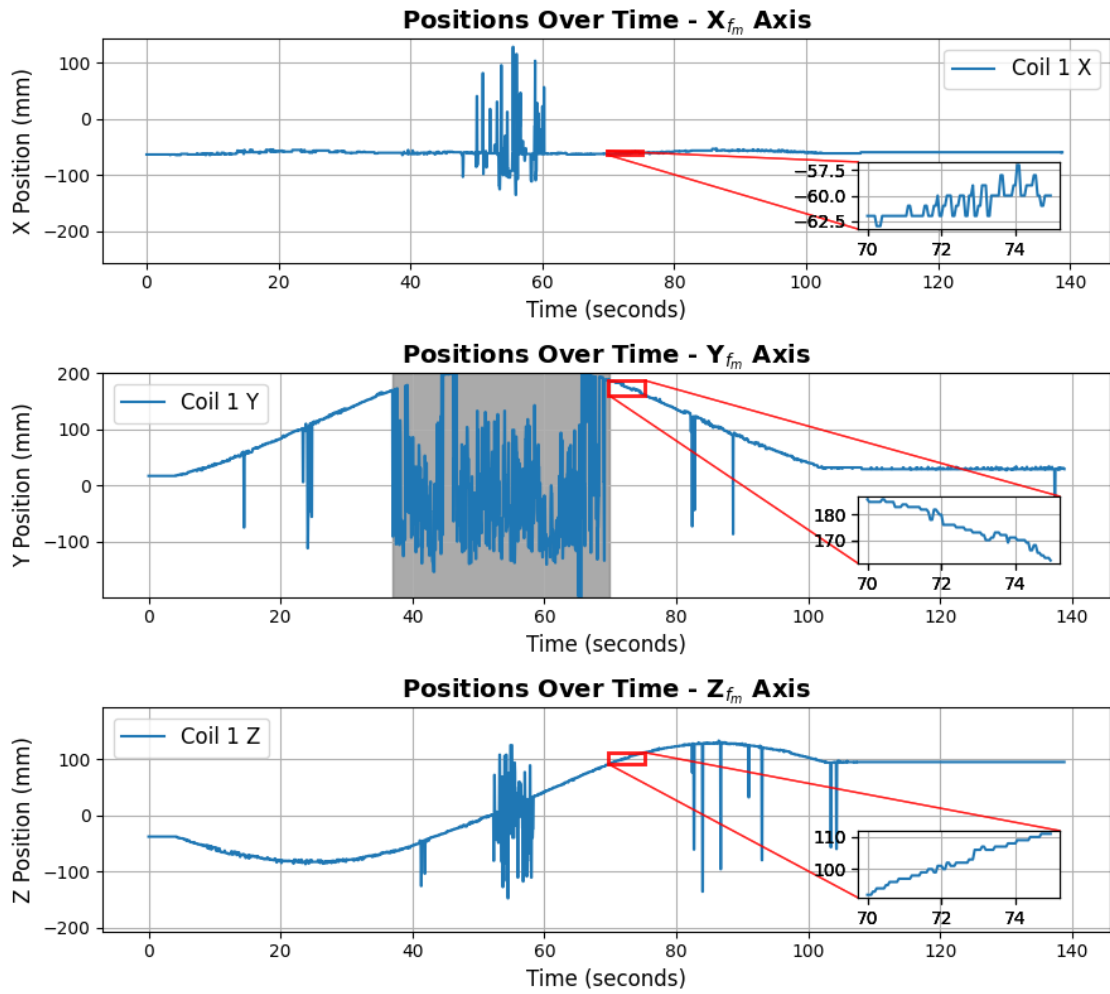 Positions Over Time - X_{f_m} Axis
X Position (mm)
100
0
−100
−200
Coil 1 X
−57.5
−60.0
−62.5
70 72 74
0 20 40 60 80 100 120 140
Time (seconds)
Positions Over Time - Y_{f_m} Axis
Y Position (mm)
200
100
0
−100
Coil 1 Y
180
170
70 72 74
0 20 40 60 80 100 120 140
Time (seconds)
Positions Over Time - Z_{f_m} Axis
Z Position (mm)
100
0
−100
−200
Coil 1 Z
110
100
70 72 74
0 20 40 60 80 100 120 140
Time (seconds)